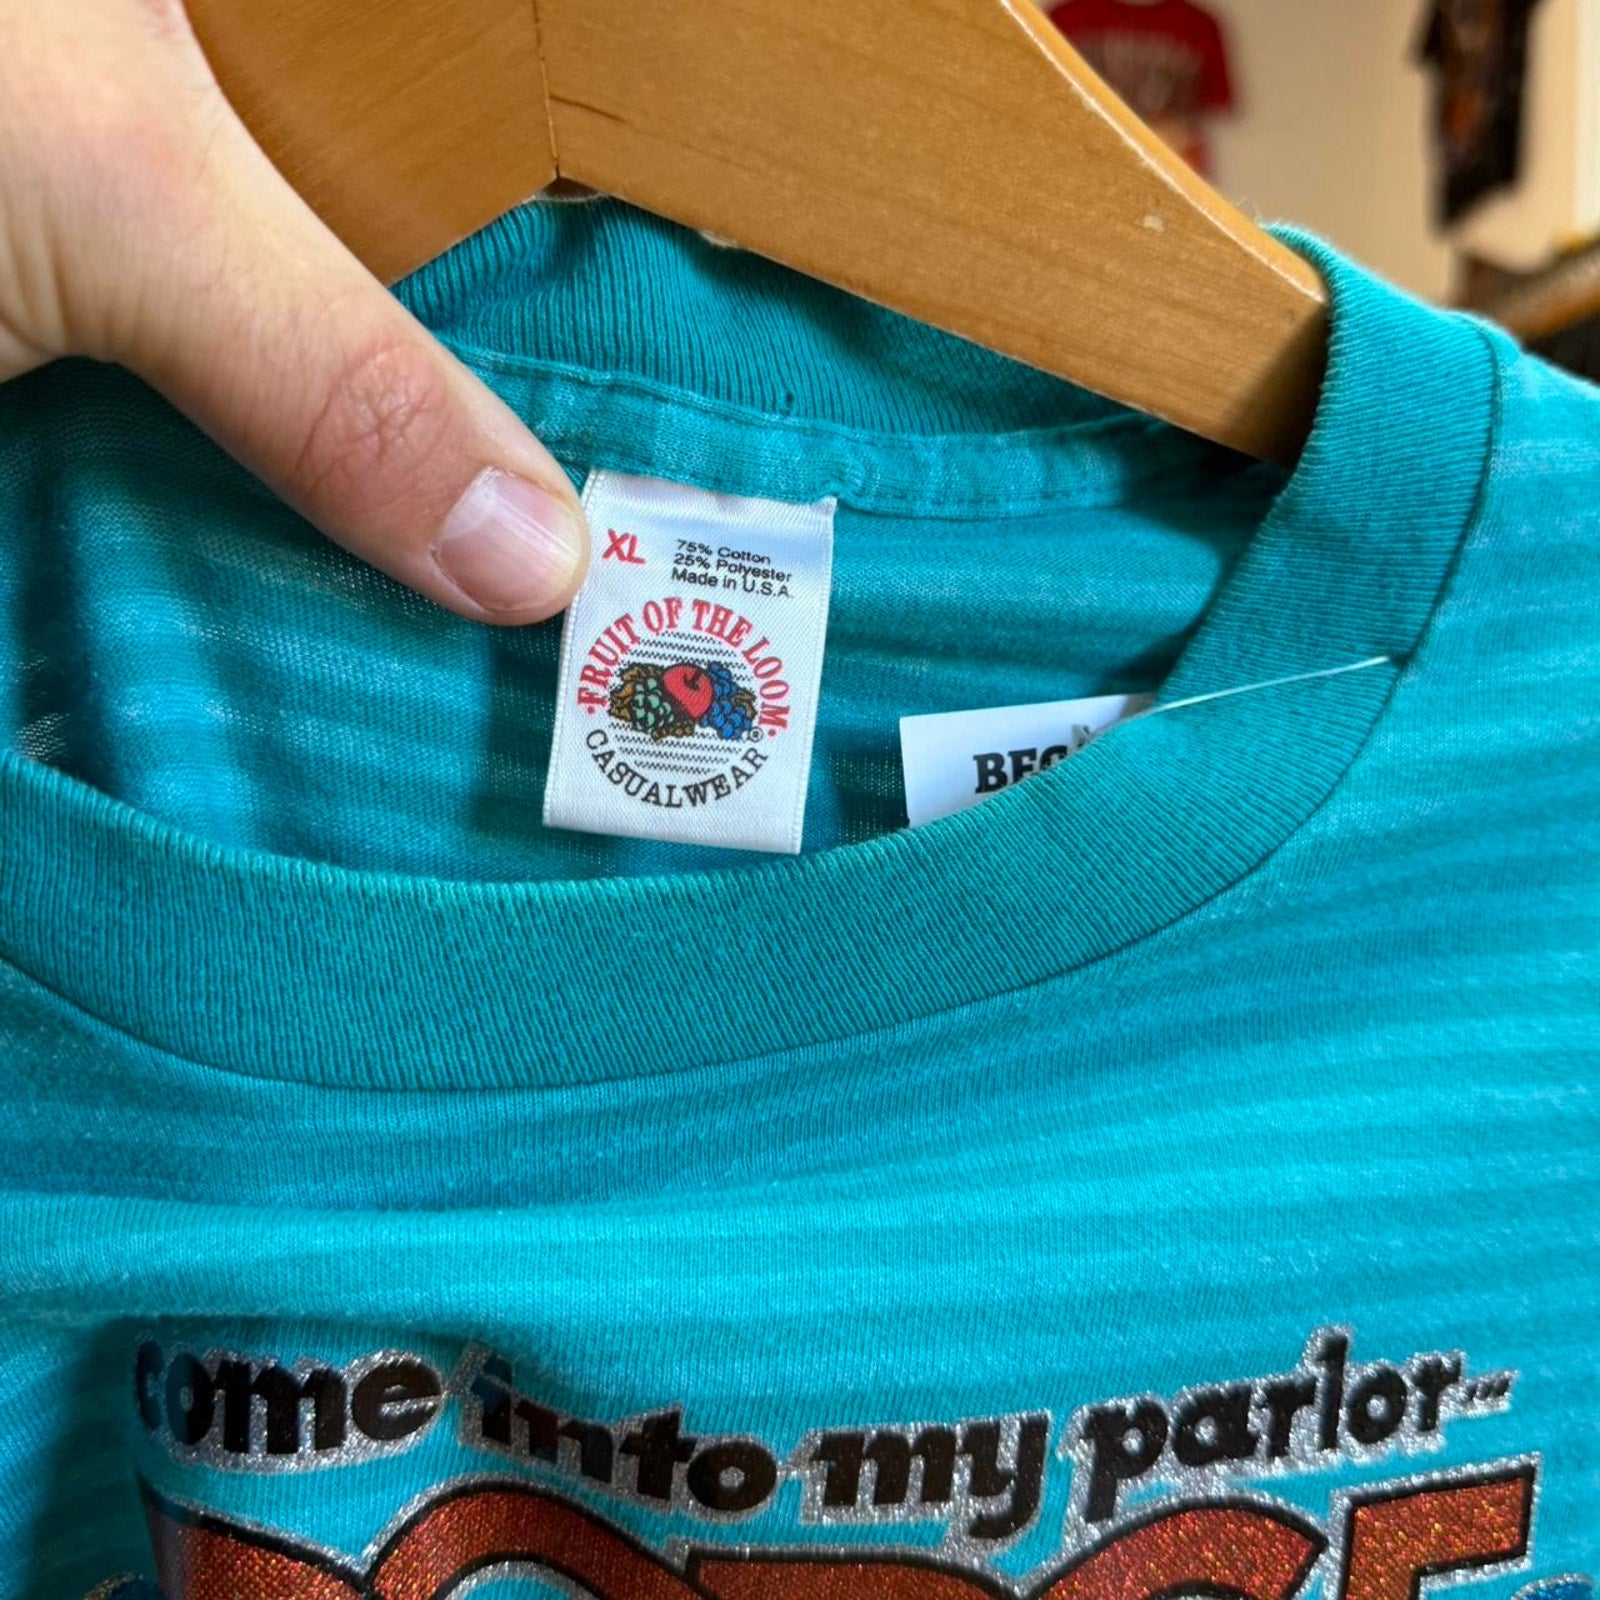 XL
75% Cotton
25% Polyester
Made in U.S.A.
FRUIT OF THE LOOM
®
CASUALWEAR
come into my parlor...